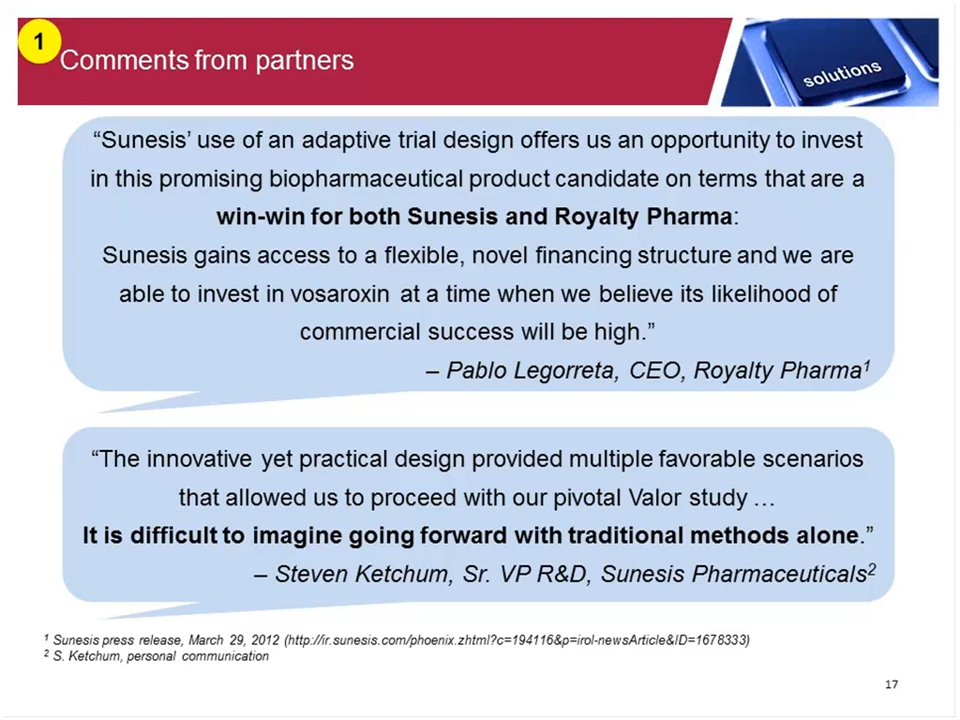 1
Comments from partners
solutions
“Sunesis’ use of an adaptive trial design offers us an opportunity to invest
in this promising biopharmaceutical product candidate on terms that are a
win-win for both Sunesis and Royalty Pharma:
Sunesis gains access to a flexible, novel financing structure and we are
able to invest in vosaroxin at a time when we believe its likelihood of
commercial success will be high.”
– Pablo Legorreta, CEO, Royalty Pharma¹
“The innovative yet practical design provided multiple favorable scenarios
that allowed us to proceed with our pivotal Valor study …
It is difficult to imagine going forward with traditional methods alone.”
– Steven Ketchum, Sr. VP R&D, Sunesis Pharmaceuticals²
¹ Sunesis press release, March 29, 2012 (http://ir.sunesis.com/phoenix.zhtml?c=194116&p=irol-newsArticle&ID=1678333)
² S. Ketchum, personal communication
17